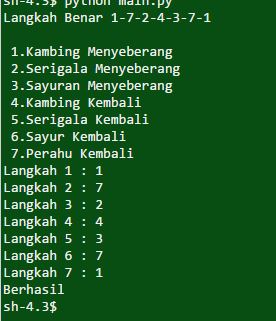 sh-4.3$ python main.py
Langkah Benar 1-7-2-4-3-7-1
1.Kambing Menyeberang
2.Serigala Menyeberang
3.Sayuran Menyeberang
4.Kambing Kembali
5.Serigala Kembali
6.Sayur Kembali
7.Perahu Kembali
Langkah 1 : 1
Langkah 2 : 7
Langkah 3 : 2
Langkah 4 : 4
Langkah 5 : 3
Langkah 6 : 7
Langkah 7 : 1
Berhasil
sh-4.3$